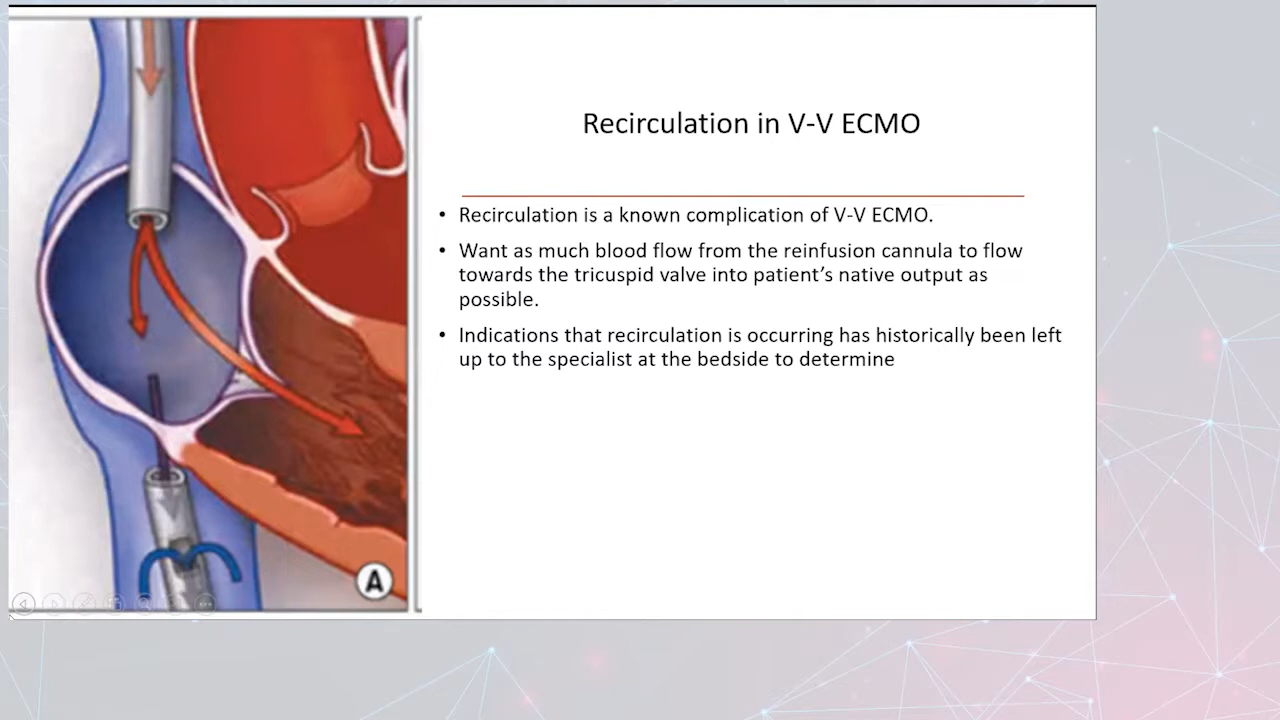 Recirculation in V-V ECMO
• Recirculation is a known complication of V-V ECMO.
• Want as much blood flow from the reinfusion cannula to flow
towards the tricuspid valve into patient’s native output as
possible.
• Indications that recirculation is occurring has historically been left
up to the specialist at the bedside to determine
A